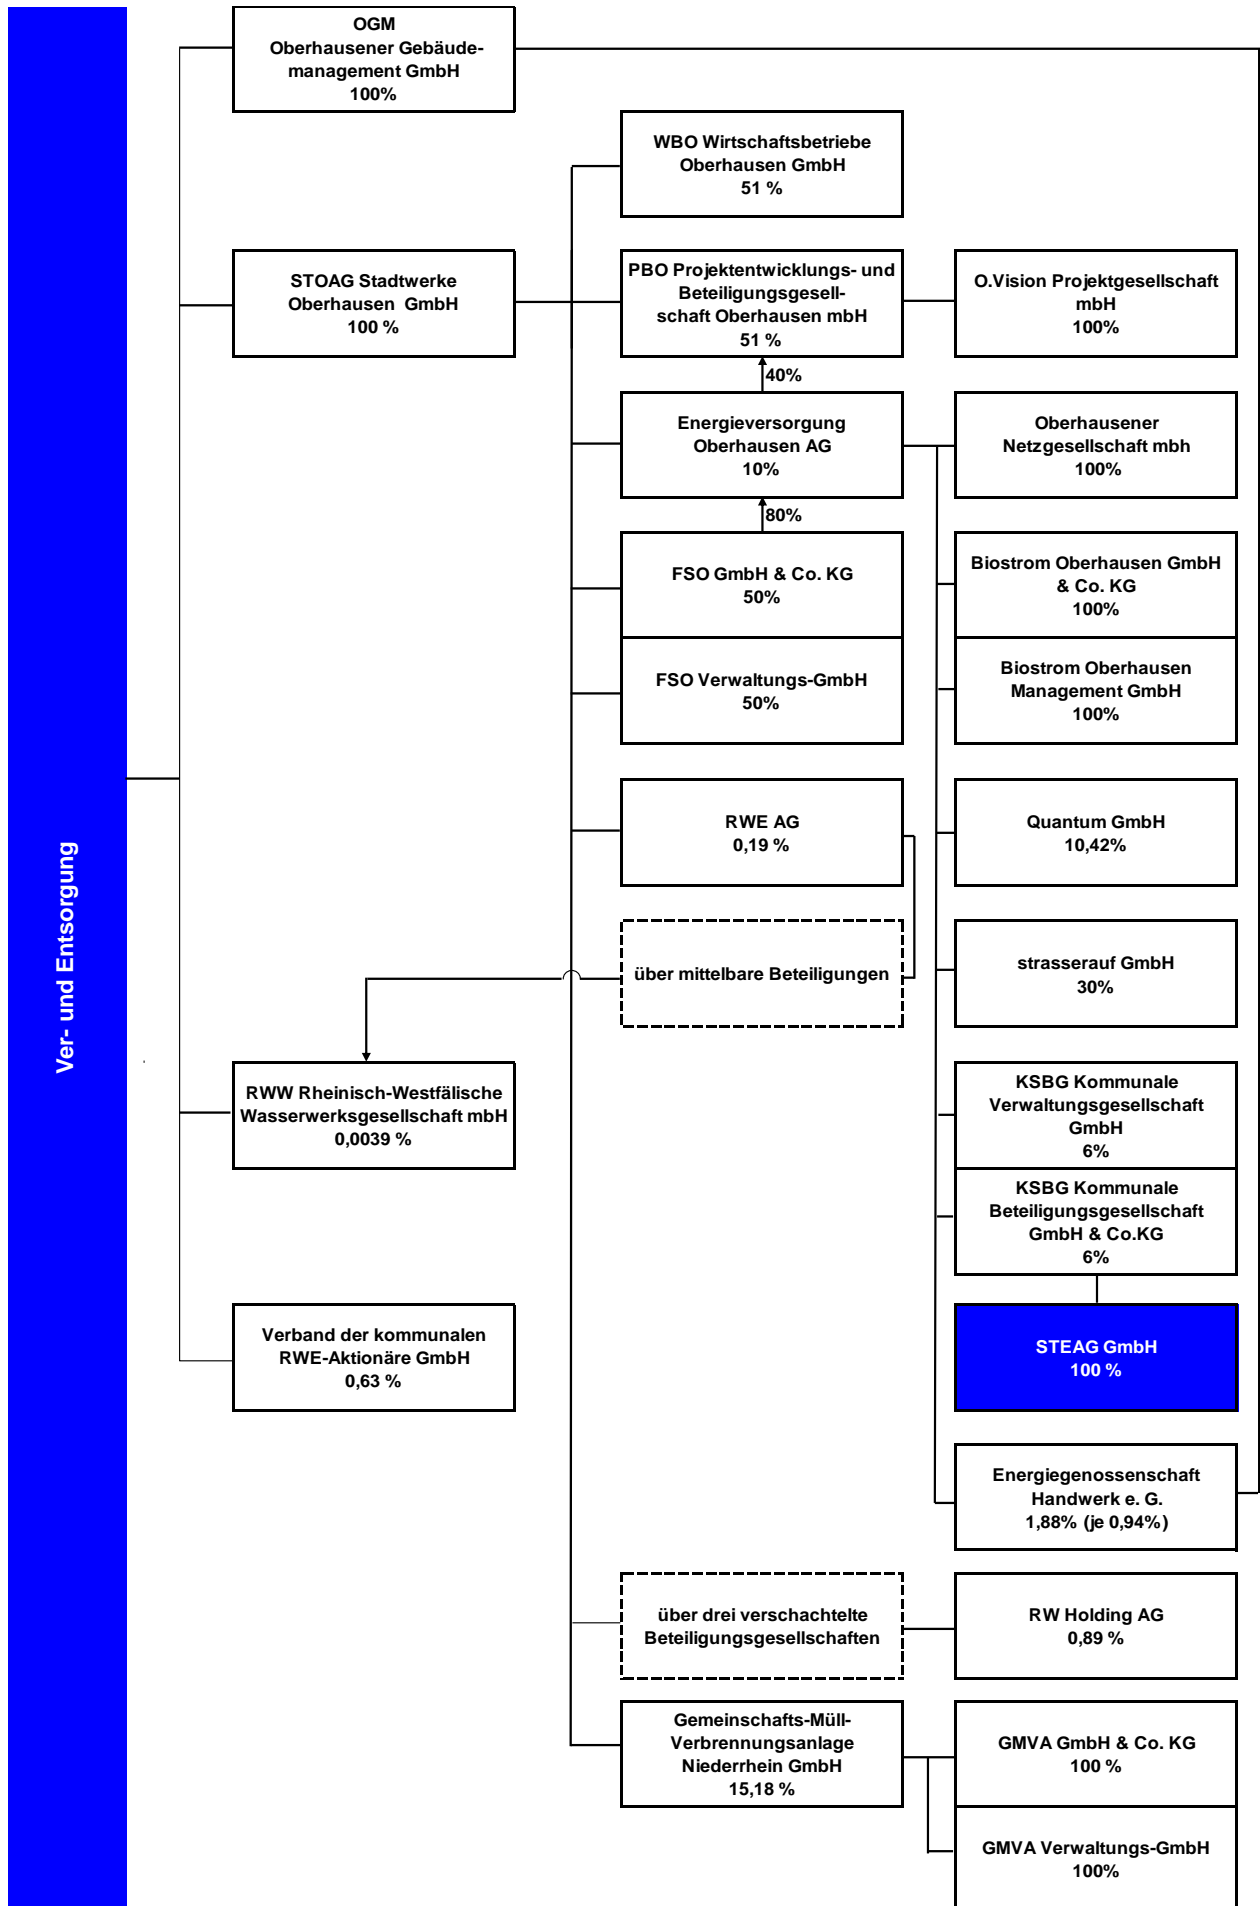 Ver- und Entsorgung
OGM
Oberhausener Gebäude-
management GmbH
100%
STOAG Stadtwerke
Oberhausen GmbH
100 %
RWW Rheinisch-Westfälische
Wasserwerksgesellschaft mbH
0,0039 %
Verband der kommunalen
RWE-Aktionäre GmbH
0,63 %
WBO Wirtschaftsbetriebe
Oberhausen GmbH
51 %
PBO Projektentwicklungs- und
Beteiligungsgesell-
schaft Oberhausen mbH
51 %
40%
Energieversorgung
Oberhausen AG
10%
80%
FSO GmbH & Co. KG
50%
FSO Verwaltungs-GmbH
50%
RWE AG
0,19 %
über mittelbare Beteiligungen
über drei verschachtelte
Beteiligungsgesellschaften
Gemeinschafts-Müll-
Verbrennungsanlage
Niederrhein GmbH
15,18 %
O.Vision Projektgesellschaft
mbH
100%
Oberhausener
Netzgesellschaft mbh
100%
Biostrom Oberhausen GmbH
& Co. KG
100%
Biostrom Oberhausen
Management GmbH
100%
Quantum GmbH
10,42%
strasserauf GmbH
30%
KSBG Kommunale
Verwaltungsgesellschaft
GmbH
6%
KSBG Kommunale
Beteiligungsgesellschaft
GmbH & Co.KG
6%
STEAG GmbH
100 %
Energiegenossenschaft
Handwerk e. G.
1,88% (je 0,94%)
RW Holding AG
0,89 %
GMVA GmbH & Co. KG
100 %
GMVA Verwaltungs-GmbH
100%